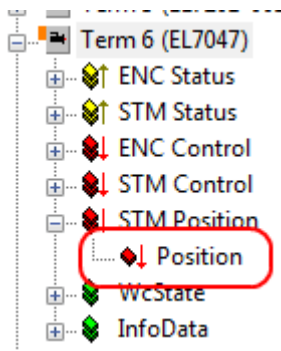 Term 6 (EL7047)
ENC Status
STM Status
ENC Control
STM Control
STM Position
Position
WcState
InfoData